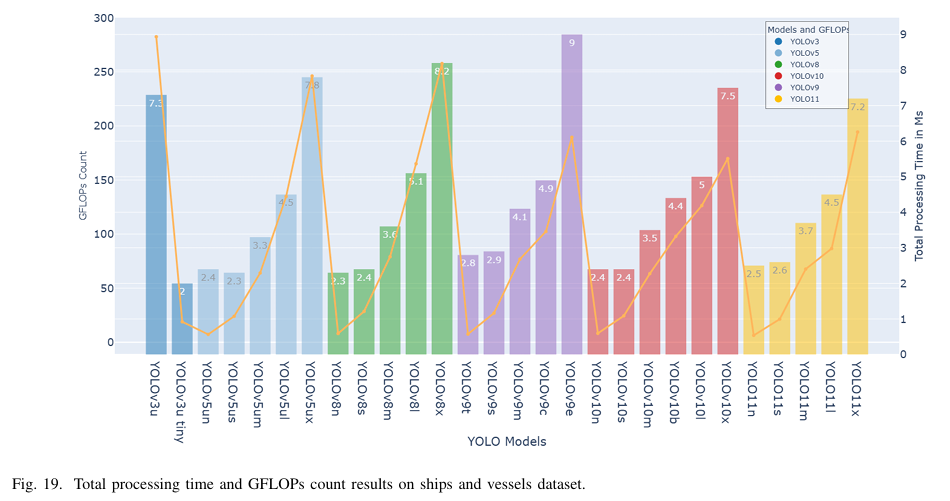 300
250
200
150
100
50
0
GFLOPs Count
9
8
7
6
5
4
3
2
1
0
Total Processing Time in Ms
Models and GFLOPs
YOLOv3
YOLOv5
YOLOv8
YOLOv10
YOLOv9
YOLO11
7.3
2
2.4
2.3
3.3
4.5
7.8
2.3
2.4
3.6
5.1
8.2
2.8
2.9
4.1
4.9
9
2.4
2.4
3.5
4.4
5
7.5
2.5
2.6
3.7
4.5
7.2
YOLOv3u
YOLOv3u tiny
YOLOv5un
YOLOv5us
YOLOv5um
YOLOv5ul
YOLOv5ux
YOLOv8n
YOLOv8s
YOLOv8m
YOLOv8l
YOLOv8x
YOLOv9t
YOLOv9s
YOLOv9m
YOLOv9c
YOLOv9e
YOLOv10n
YOLOv10s
YOLOv10m
YOLOv10b
YOLOv10l
YOLOv10x
YOLO11n
YOLO11s
YOLO11m
YOLO11l
YOLO11x
YOLO Models
Fig. 19. Total processing time and GFLOPs count results on ships and vessels dataset.